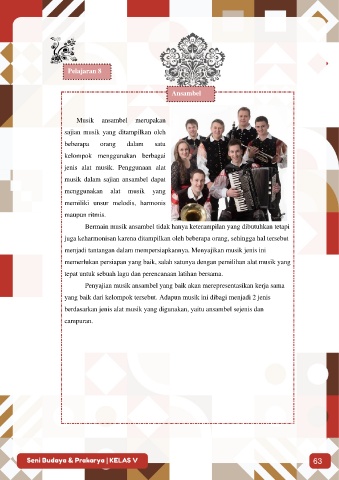 Pelajaran 8
Ansambel
Musik ansambel merupakan
sajian musik yang ditampilkan oleh
beberapa orang dalam satu
kelompok menggunakan berbagai
jenis alat musik. Penggunaan alat
musik dalam sajian ansambel dapat
menggunakan alat musik yang
memiliki unsur melodis, harmonis
maupun ritmis.
Bermain musik ansambel tidak hanya keterampilan yang dibutuhkan tetapi
juga keharmonisan karena ditampilkan oleh beberapa orang, sehingga hal tersebut
menjadi tantangan dalam mempersiapkannya. Menyajikan musik jenis ini
memerlukan persiapan yang baik, salah satunya dengan pemilihan alat musik yang
tepat untuk sebuah lagu dan perencanaan latihan bersama.
Penyajian musik ansambel yang baik akan merepresentasikan kerja sama
yang baik dari kelompok tersebut. Adapun musik ini dibagi menjadi 2 jenis
berdasarkan jenis alat musik yang digunakan, yaitu ansambel sejenis dan
campuran.
Seni Budaya & Prakarya | KELAS V
63